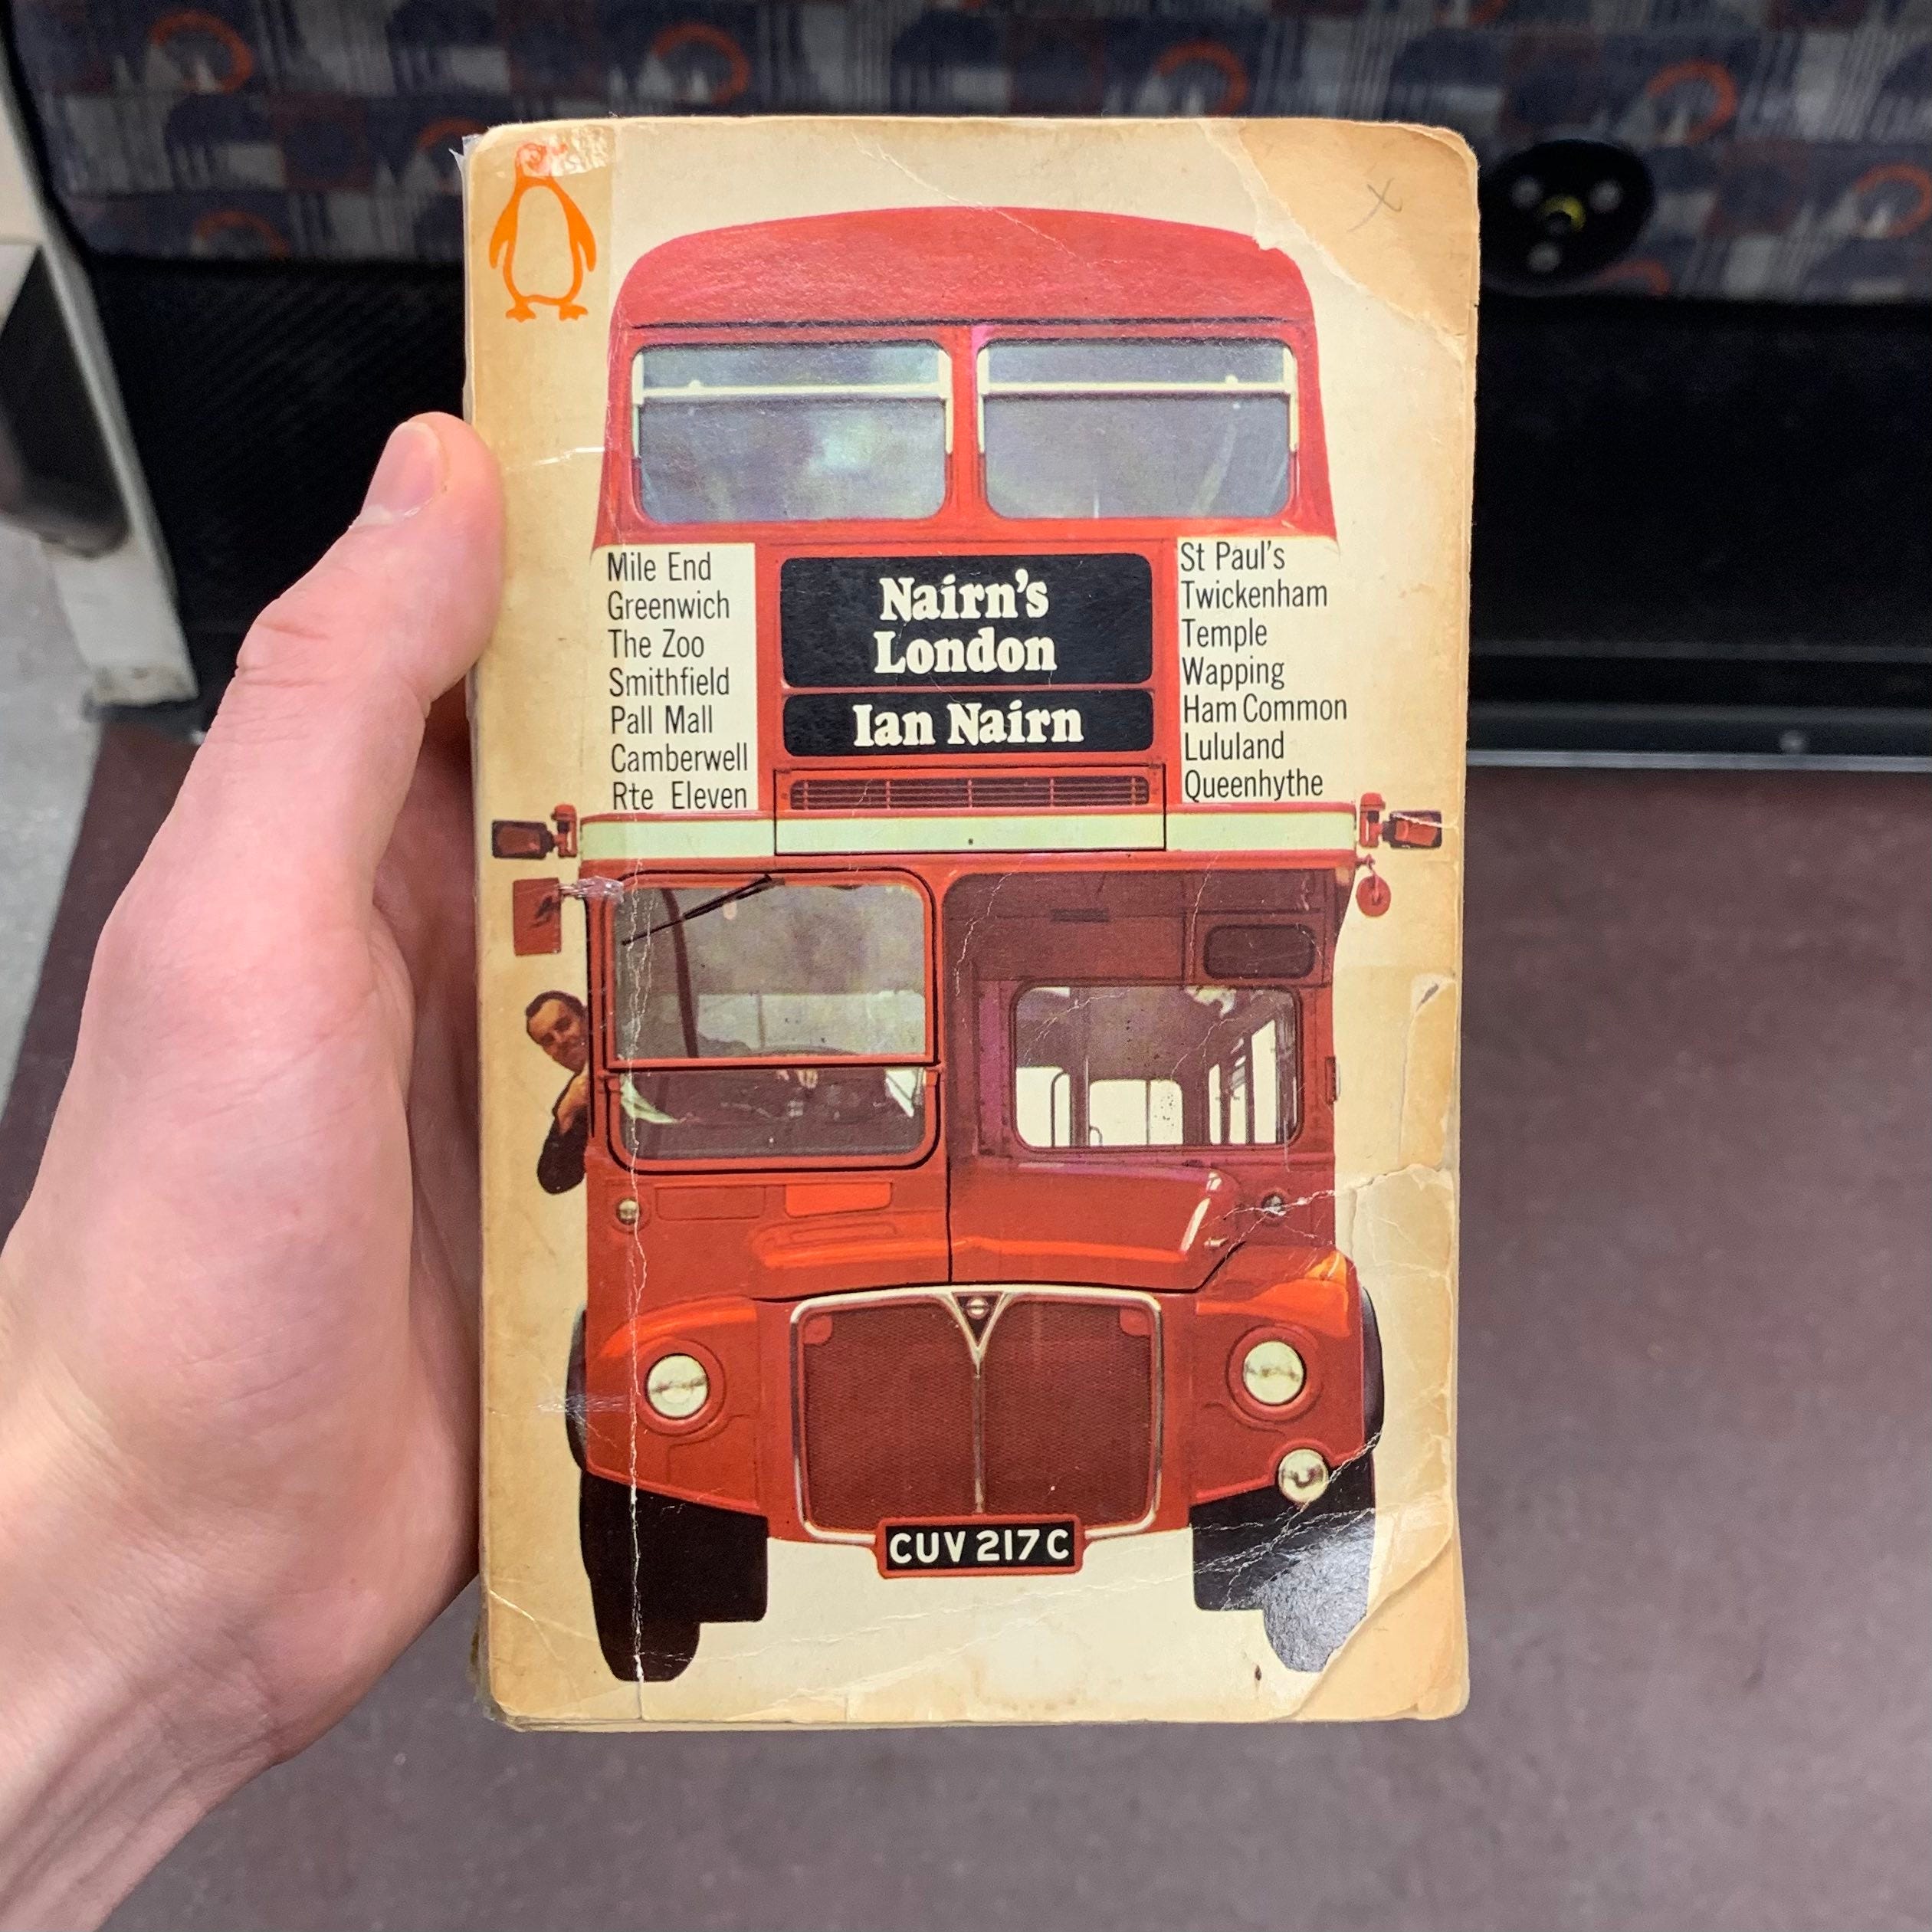 Mile End
Greenwich
The Zoo
Smithfield
Pall Mall
Camberwell
Rte Eleven
Nairn's
London
Ian Nairn
St Paul's
Twickenham
Temple
Wapping
Ham Common
Lululand
Queenhythe
CUV 217C